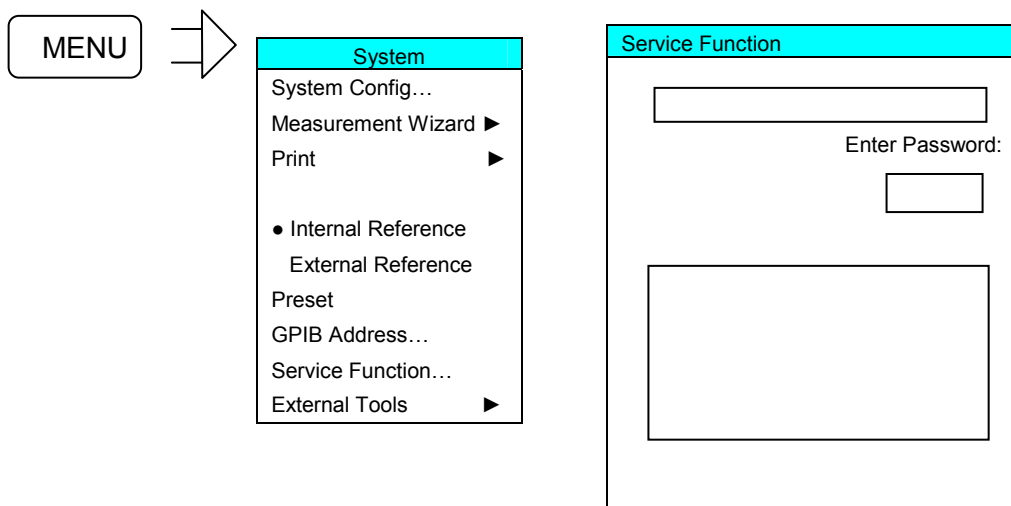 MENU
System
System Config…
Measurement Wizard ►
Print ►
● Internal Reference
External Reference
Preset
GPIB Address…
Service Function…
External Tools ►
Service Function
Enter Password: